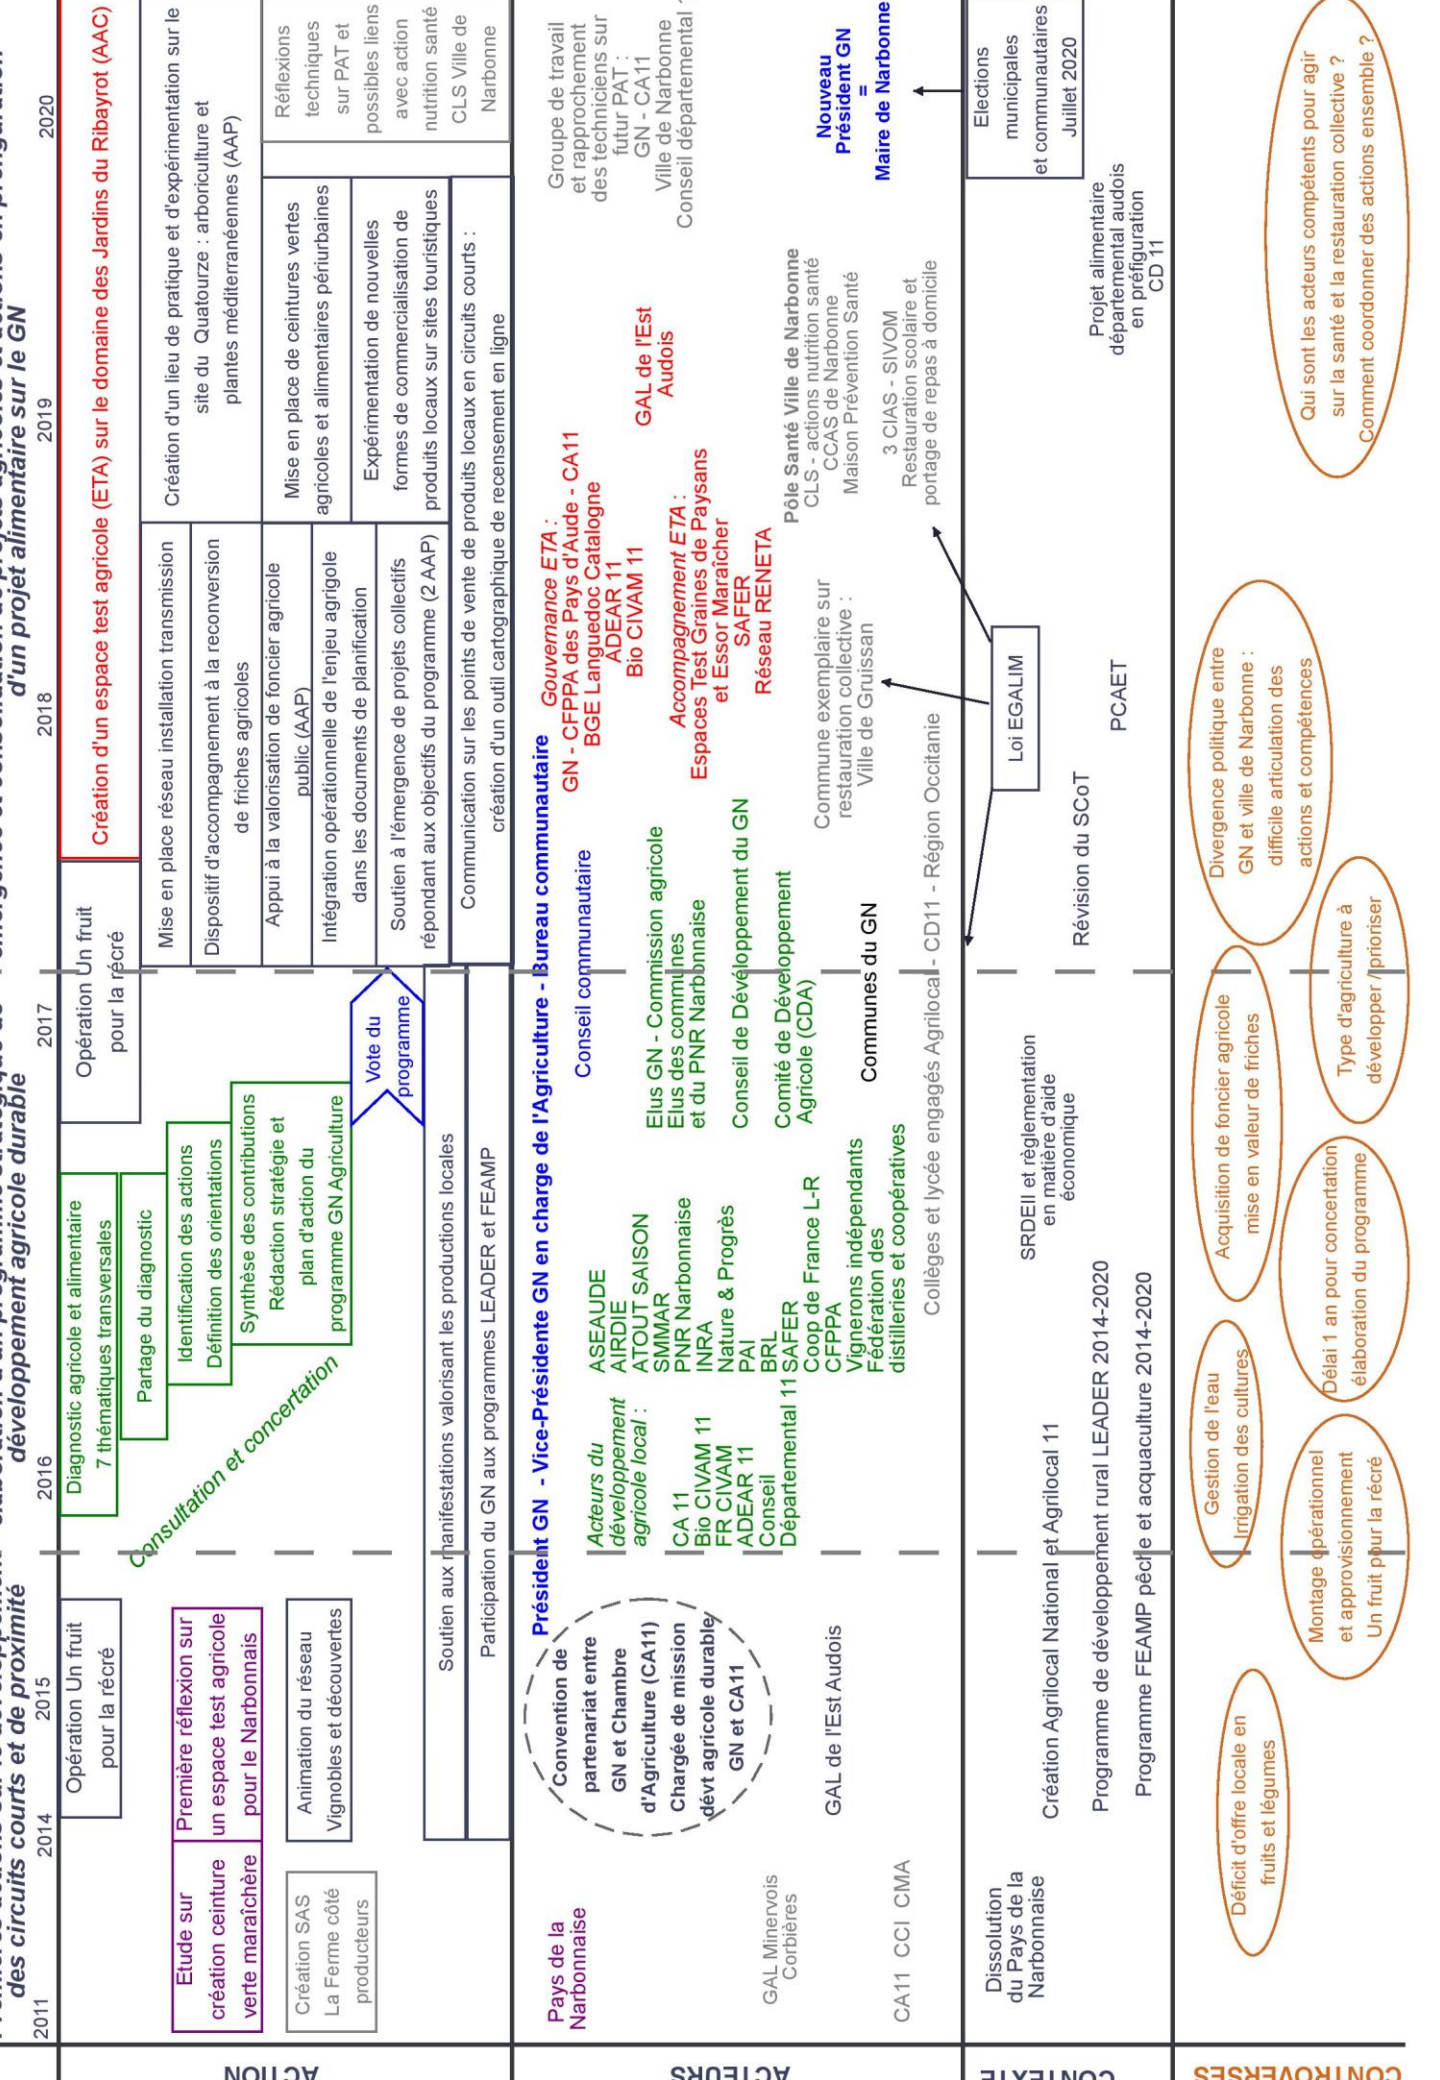 des circuits courts et de proximité
développement agricole durable
d'un projet alimentaire sur le GN
2011
2014
2015
2016
2017
2018
2019
2020
ACTION
Etude sur
création ceinture
verte maraîchère
Création SAS
La Ferme côté
producteurs
Opération Un fruit
pour la récré
Première réflexion sur
un espace test agricole
pour le Narbonnais
Animation du réseau
Vignobles et découvertes
Consultation et concertation
Diagnostic agricole et alimentaire
7 thématiques transversales
Partage du diagnostic
Identification des actions
Définition des orientations
Synthèse des contributions
Rédaction stratégie et
plan d'action du
programme GN Agriculture
Vote du
programme
Soutien aux manifestations valorisant les productions locales
Participation du GN aux programmes LEADER et FEAMP
Opération Un fruit
pour la récré
Création d'un espace test agricole (ETA) sur le domaine des Jardins du Ribayrot (AAC)
Mise en place réseau installation transmission
Dispositif d'accompagnement à la reconversion
de friches agricoles
Appui à la valorisation de foncier agricole
public (AAP)
Intégration opérationnelle de l'enjeu agrigole
dans les documents de planification
Soutien à l'émergence de projets collectifs
répondant aux objectifs du programme (2 AAP)
Communication sur les points de vente de produits locaux en circuits courts :
création d'un outil cartographique de recensement en ligne
Création d'un lieu de pratique et d'expérimentation sur le
site du Quatourze : arboriculture et
plantes méditerranéennes (AAP)
Mise en place de ceintures vertes
agricoles et alimentaires périurbaines
Expérimentation de nouvelles
formes de commercialisation de
produits locaux sur sites touristiques
Réflexions
techniques
sur PAT et
possibles liens
avec action
nutrition santé
CLS Ville de
Narbonne
ACTEURS
Pays de la
Narbonnaise
GAL Minervois
Corbières
CA11 CCI CMA
Président GN - Vice-Présidente GN en charge de l'Agriculture - Bureau communautaire
Convention de
partenariat entre
GN et Chambre
d'Agriculture (CA11)
Chargée de mission
dévt agricole durable
GN et CA11
GAL de l'Est Audois
Acteurs du
développement
agricole local :
CA 11
Bio CIVAM 11
FR CIVAM
ADEAR 11
Conseil
Départemental 11
ASEAUDE
AIRDIE
ATOUT SAISON
SMMAR
PNR Narbonnaise
INRA
Nature & Progrès
PAI
BRL
SAFER
Coop de France L-R
CFPPA
Vignerons indépendants
Fédération des
distilleries et coopératives
Conseil communautaire
Elus GN - Commission agricole
Elus des communes
et du PNR Narbonnaise
Conseil de Dévéloppement du GN
Comité de Développement
Agricole (CDA)
Communes du GN
Collèges et lycée engagés Agrilocal - CD11 - Région Occitanie
Gouvernance ETA :
GN - CFPPA des Pays d'Aude - CA11
BGE Languedoc Catalogne
ADEAR 11
Bio CIVAM 11
Accompagnement ETA :
Espaces Test Graines de Paysans
et Essor Maraîcher
SAFER
Réseau RENETA
Commune exemplaire sur
restauration collective :
Ville de Gruissan
GAL de l'Est
Audois
Pôle Santé Ville de Narbonne
CLS - actions nutrition santé
CCAS de Narbonne
Maison Prévention Santé
3 CIAS - SIVOM
Restauration scolaire et
portage de repas à domicile
Groupe de travail
et rapprochement
des techniciens sur
futur PAT :
GN - CA11
Ville de Narbonne
Conseil départemental
Nouveau
Président GN
=
Maire de Narbonne
CONTEXTE
Dissolution
du Pays de la
Narbonnaise
Création Agrilocal National et Agrilocal 11
Programme de développement rural LEADER 2014-2020
Programme FEAMP pêche et acquaculture 2014-2020
SRDEII et règlementation
en matière d'aide
économique
Révision du SCoT
Loi EGALIM
PCAET
Projet alimentaire
départemental audois
en préfiguration
CD 11
Elections
municipales
et communautaires
Juillet 2020
CONTROVERSES
Déficit d'offre locale en
fruits et légumes
Gestion de l'eau
Irrigation des cultures
Montage opérationnel
et approvisionnement
Un fruit pour la récré
Acquisition de foncier agricole
mise en valeur de friches
Délai 1 an pour concertation
élaboration du programme
Type d'agriculture à
développer /prioriser
Divergence politique entre
GN et ville de Narbonne :
difficile articulation des
actions et compétences
Qui sont les acteurs compétents pour agir
sur la santé et la restauration collective ?
Comment coordonner des actions ensemble ?